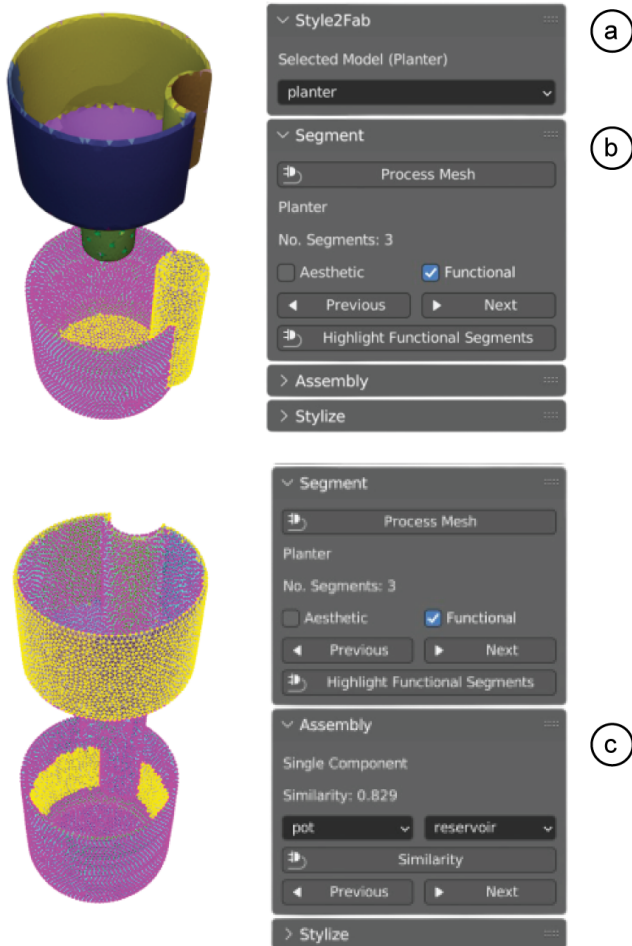 Style2Fab
a
Selected Model (Planter)
planter
Segment
b
Process Mesh
Planter
No. Segments: 3
Aesthetic Functional
Previous Next
Highlight Functional Segments
Assembly
Stylize
Segment
Process Mesh
Planter
No. Segments: 3
Aesthetic Functional
Previous Next
Highlight Functional Segments
Assembly
c
Single Component
Similarity: 0.829
pot reservoir
Similarity
Previous Next
Stylize